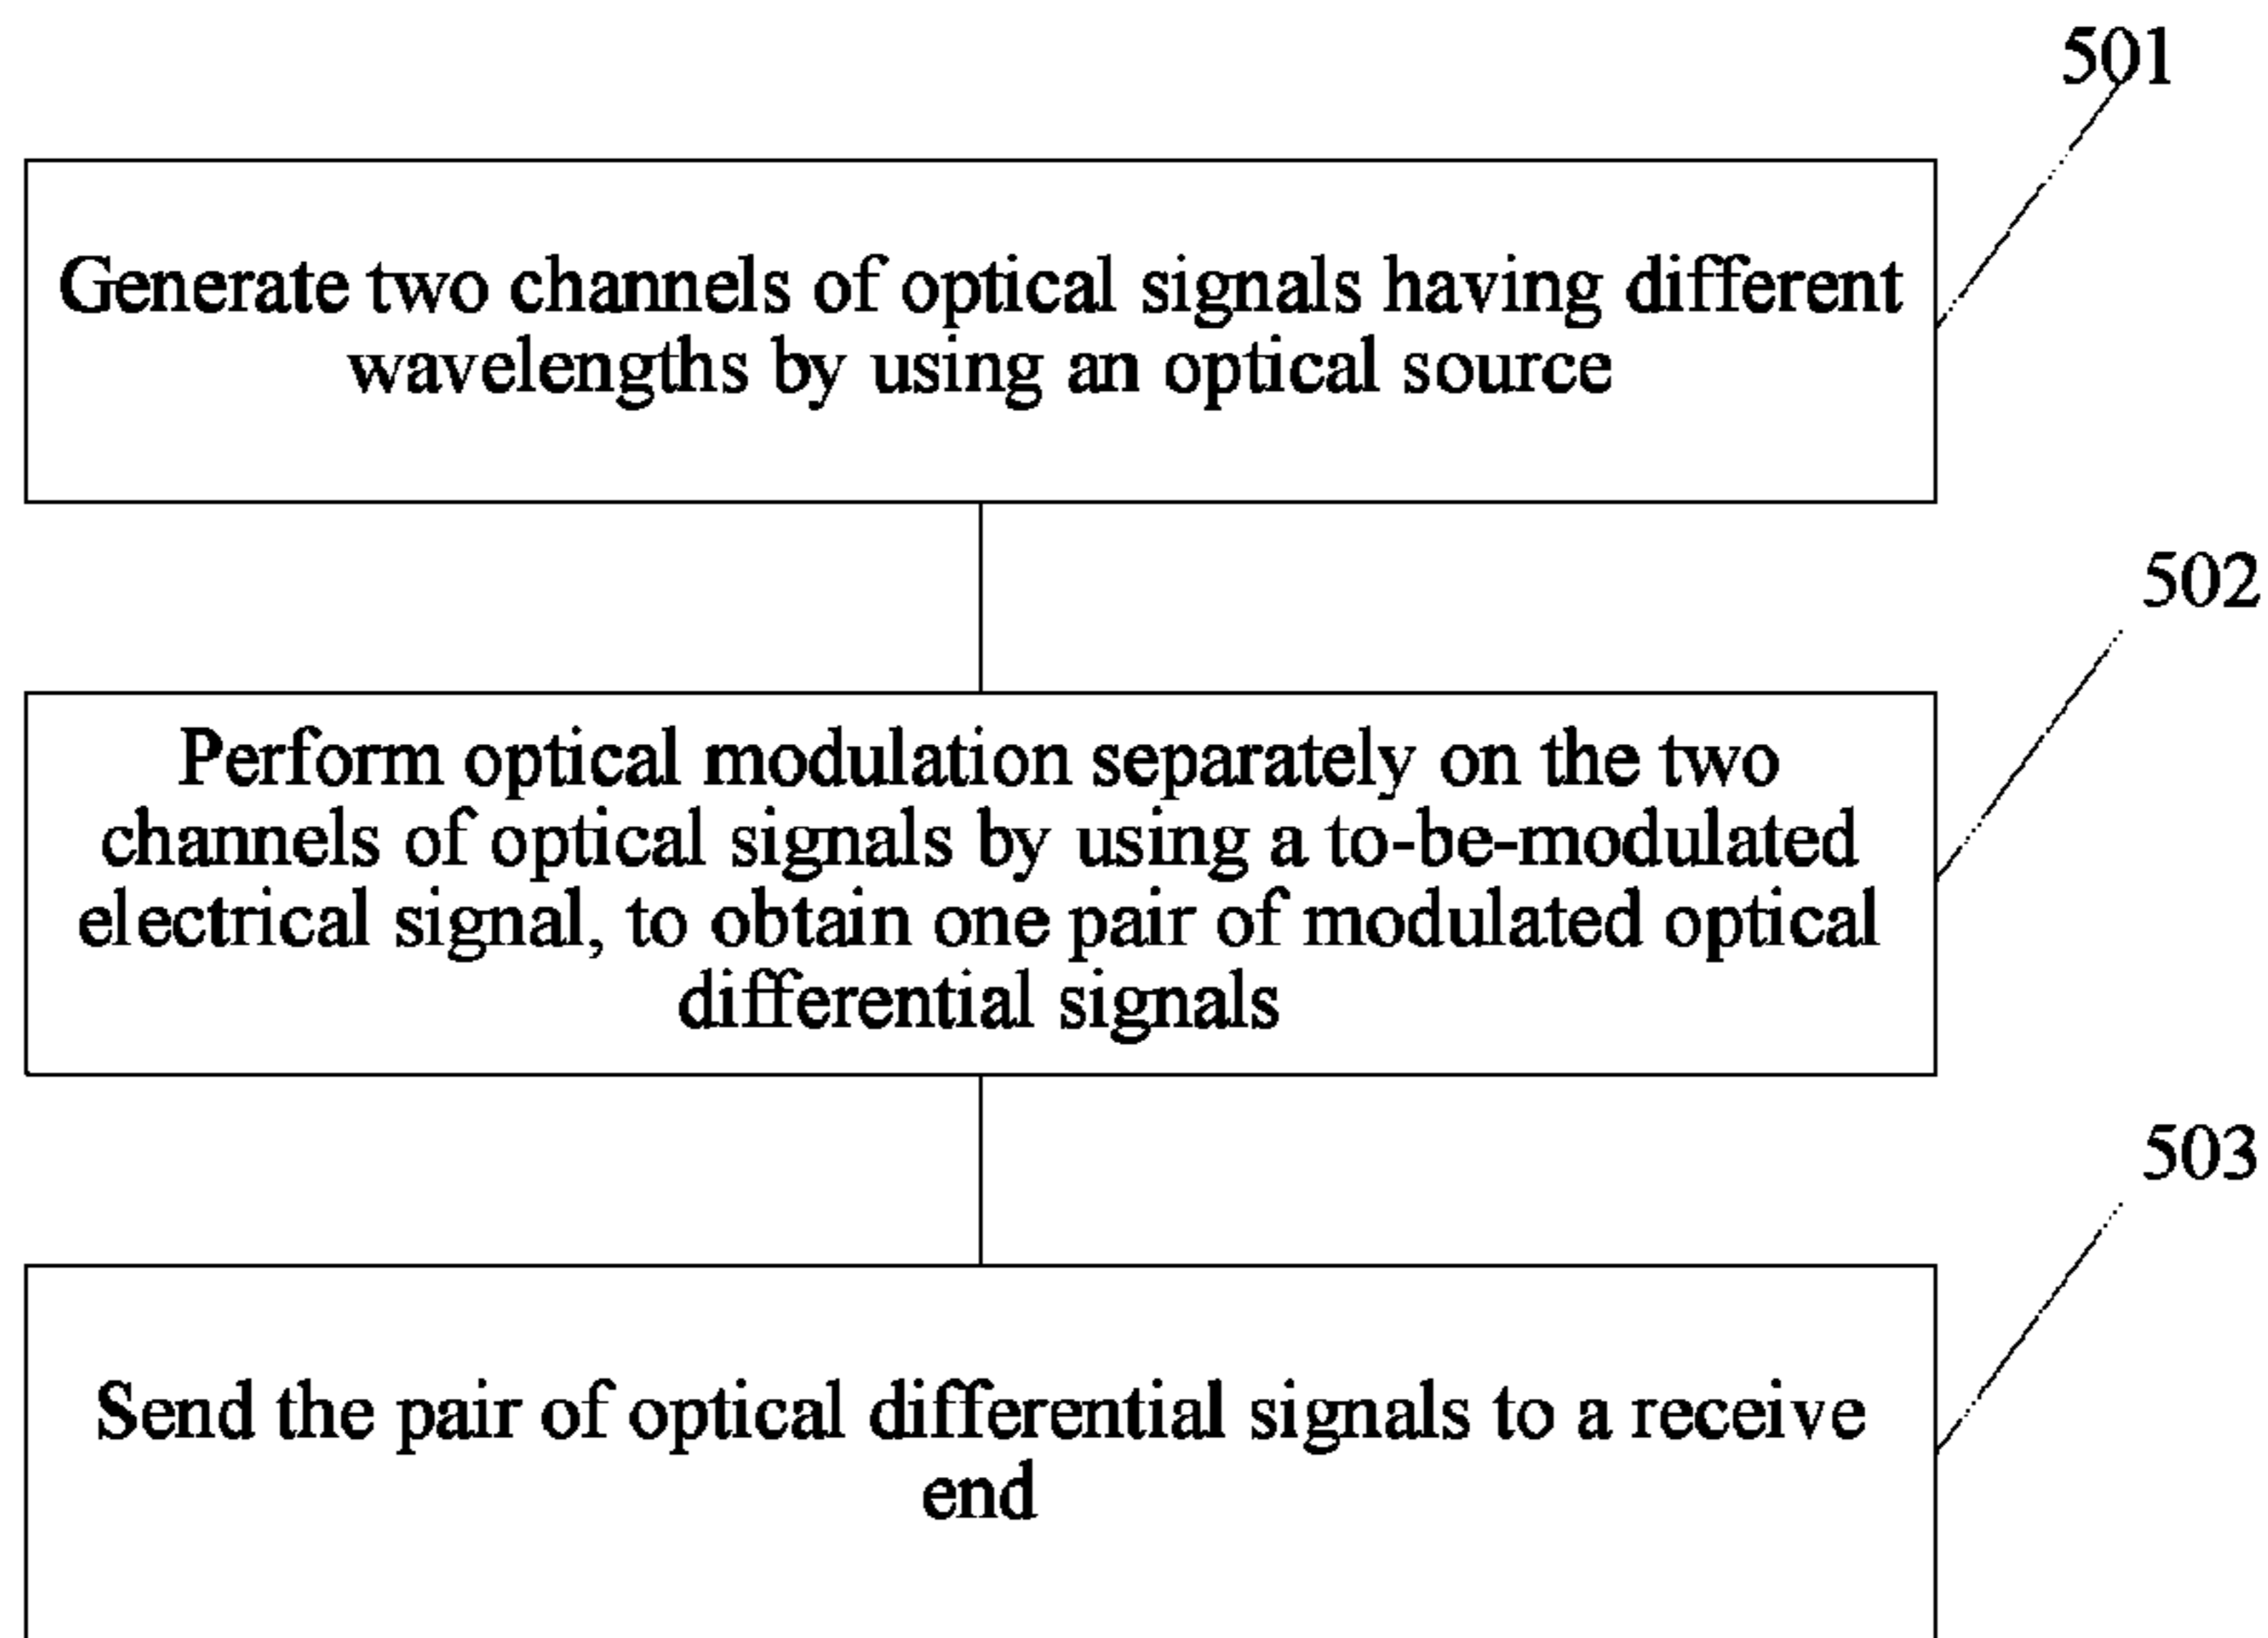 501
Generate two channels of optical signals having different
wavelengths by using an optical source
502
Perform optical modulation separately on the two
channels of optical signals by using a to-be-modulated
electrical signal, to obtain one pair of modulated optical
differential signals
503
Send the pair of optical differential signals to a receive
end